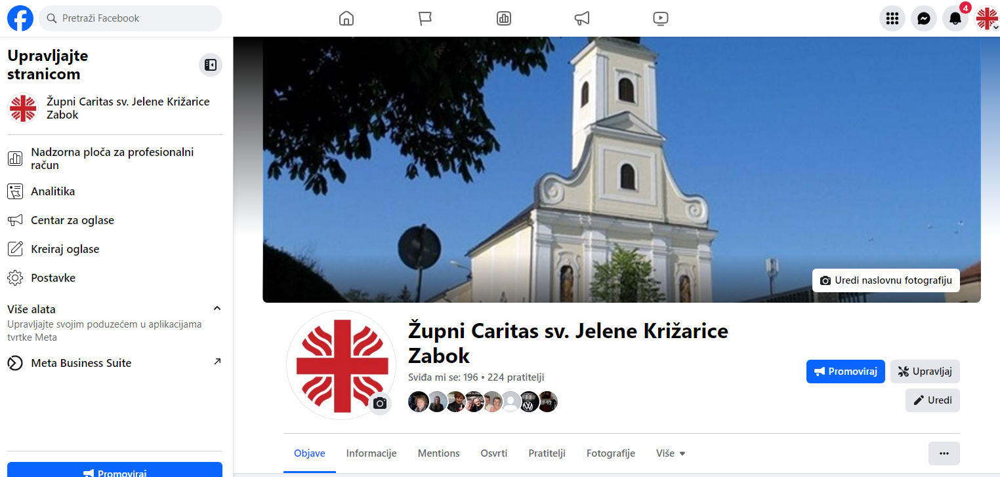 Pretraži Facebook
4
Upravljajte
stranicom
Župni Caritas sv. Jelene Križarice
Zabok
Nadzorna ploča za profesionalni
račun
Analitika
Centar za oglase
Kreiraj oglase
Postavke
Više alata
Upravljajte svojim poduzećem u aplikacijama
tvrtke Meta
Meta Business Suite
Promoviraj
Uredi naslovnu fotografiju
Župni Caritas sv. Jelene Križarice
Zabok
Sviđa mi se: 196 • 224 pratitelji
Promoviraj
Upravljaj
Uredi
Objave
Informacije
Mentions
Osvrti
Pratitelji
Fotografije
Više